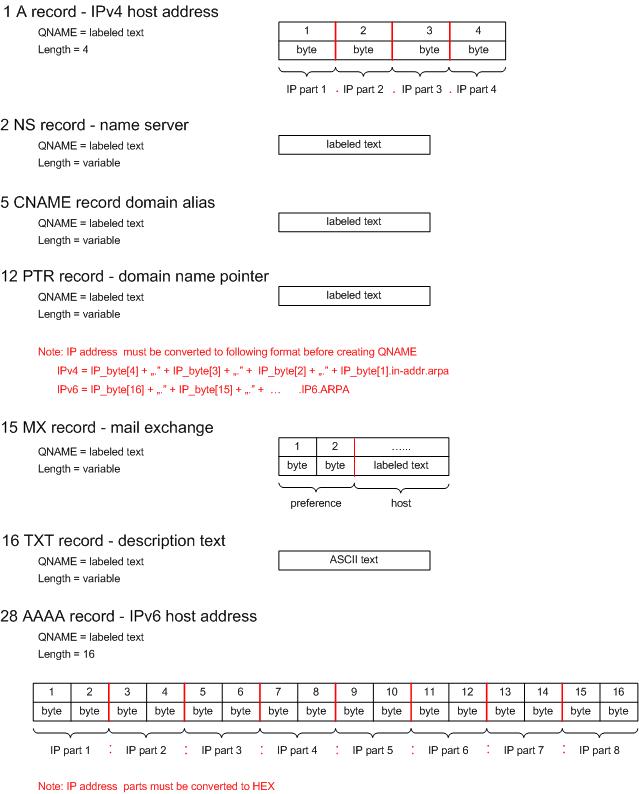 1 A record - IPv4 host address
QNAME = labeled text
Length = 4
1 2 3 4
byte byte byte byte
IP part 1 . IP part 2 . IP part 3 . IP part 4
2 NS record - name server
QNAME = labeled text
Length = variable
labeled text
5 CNAME record domain alias
QNAME = labeled text
Length = variable
labeled text
12 PTR record - domain name pointer
QNAME = labeled text
Length = variable
labeled text
Note: IP address must be converted to following format before creating QNAME
IPv4 = IP_byte[4] + „.” + IP_byte[3] + „.” + IP_byte[2] + „.” + IP_byte[1].in-addr.arpa
IPv6 = IP_byte[16] + „.” + IP_byte[15] + „.” + … .IP6.ARPA
15 MX record - mail exchange
QNAME = labeled text
Length = variable
1 2 ......
byte byte labeled text
preference host
16 TXT record - description text
QNAME = labeled text
Length = variable
ASCII text
28 AAAA record - IPv6 host address
QNAME = labeled text
Length = 16
1 2 3 4 5 6 7 8 9 10 11 12 13 14 15 16
byte byte byte byte byte byte byte byte byte byte byte byte byte byte byte byte
IP part 1 : IP part 2 : IP part 3 : IP part 4 : IP part 5 : IP part 6 : IP part 7 : IP part 8
Note: IP address parts must be converted to HEX